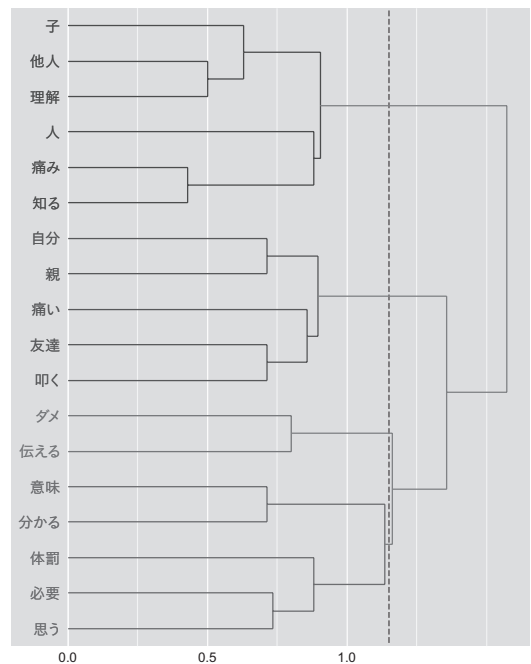 子
他人
理解
人
痛み
知る
自分
親
痛い
友達
叩く
ダメ
伝える
意味
分かる
体罰
必要
思う
0.0 0.5 1.0